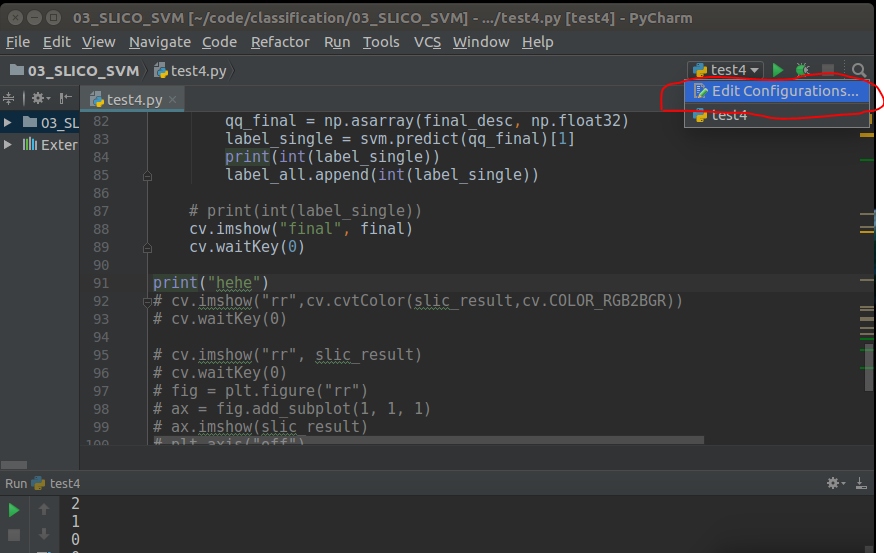 03_SLICO_SVM [~/code/classification/03_SLICO_SVM] - .../test4.py [test4] - PyCharm
File Edit View Navigate Code Refactor Run Tools VCS Window Help
03_SLICO_SVM test4.py test4
Edit Configurations...
test4
test4.py
03_SL
Exter
82 qq_final = np.asarray(final_desc, np.float32)
83 label_single = svm.predict(qq_final)[1]
84 print(int(label_single))
85 label_all.append(int(label_single))
86
87 # print(int(label_single))
88 cv.imshow("final", final)
89 cv.waitKey(0)
90
91 print("hehe")
92 # cv.imshow("rr",cv.cvtColor(slic_result,cv.COLOR_RGB2BGR))
93 # cv.waitKey(0)
94
95 # cv.imshow("rr", slic_result)
96 # cv.waitKey(0)
97 # fig = plt.figure("rr")
98 # ax = fig.add_subplot(1, 1, 1)
99 # ax.imshow(slic_result)
100 # plt.axis("off")
Run test4
2
1
0